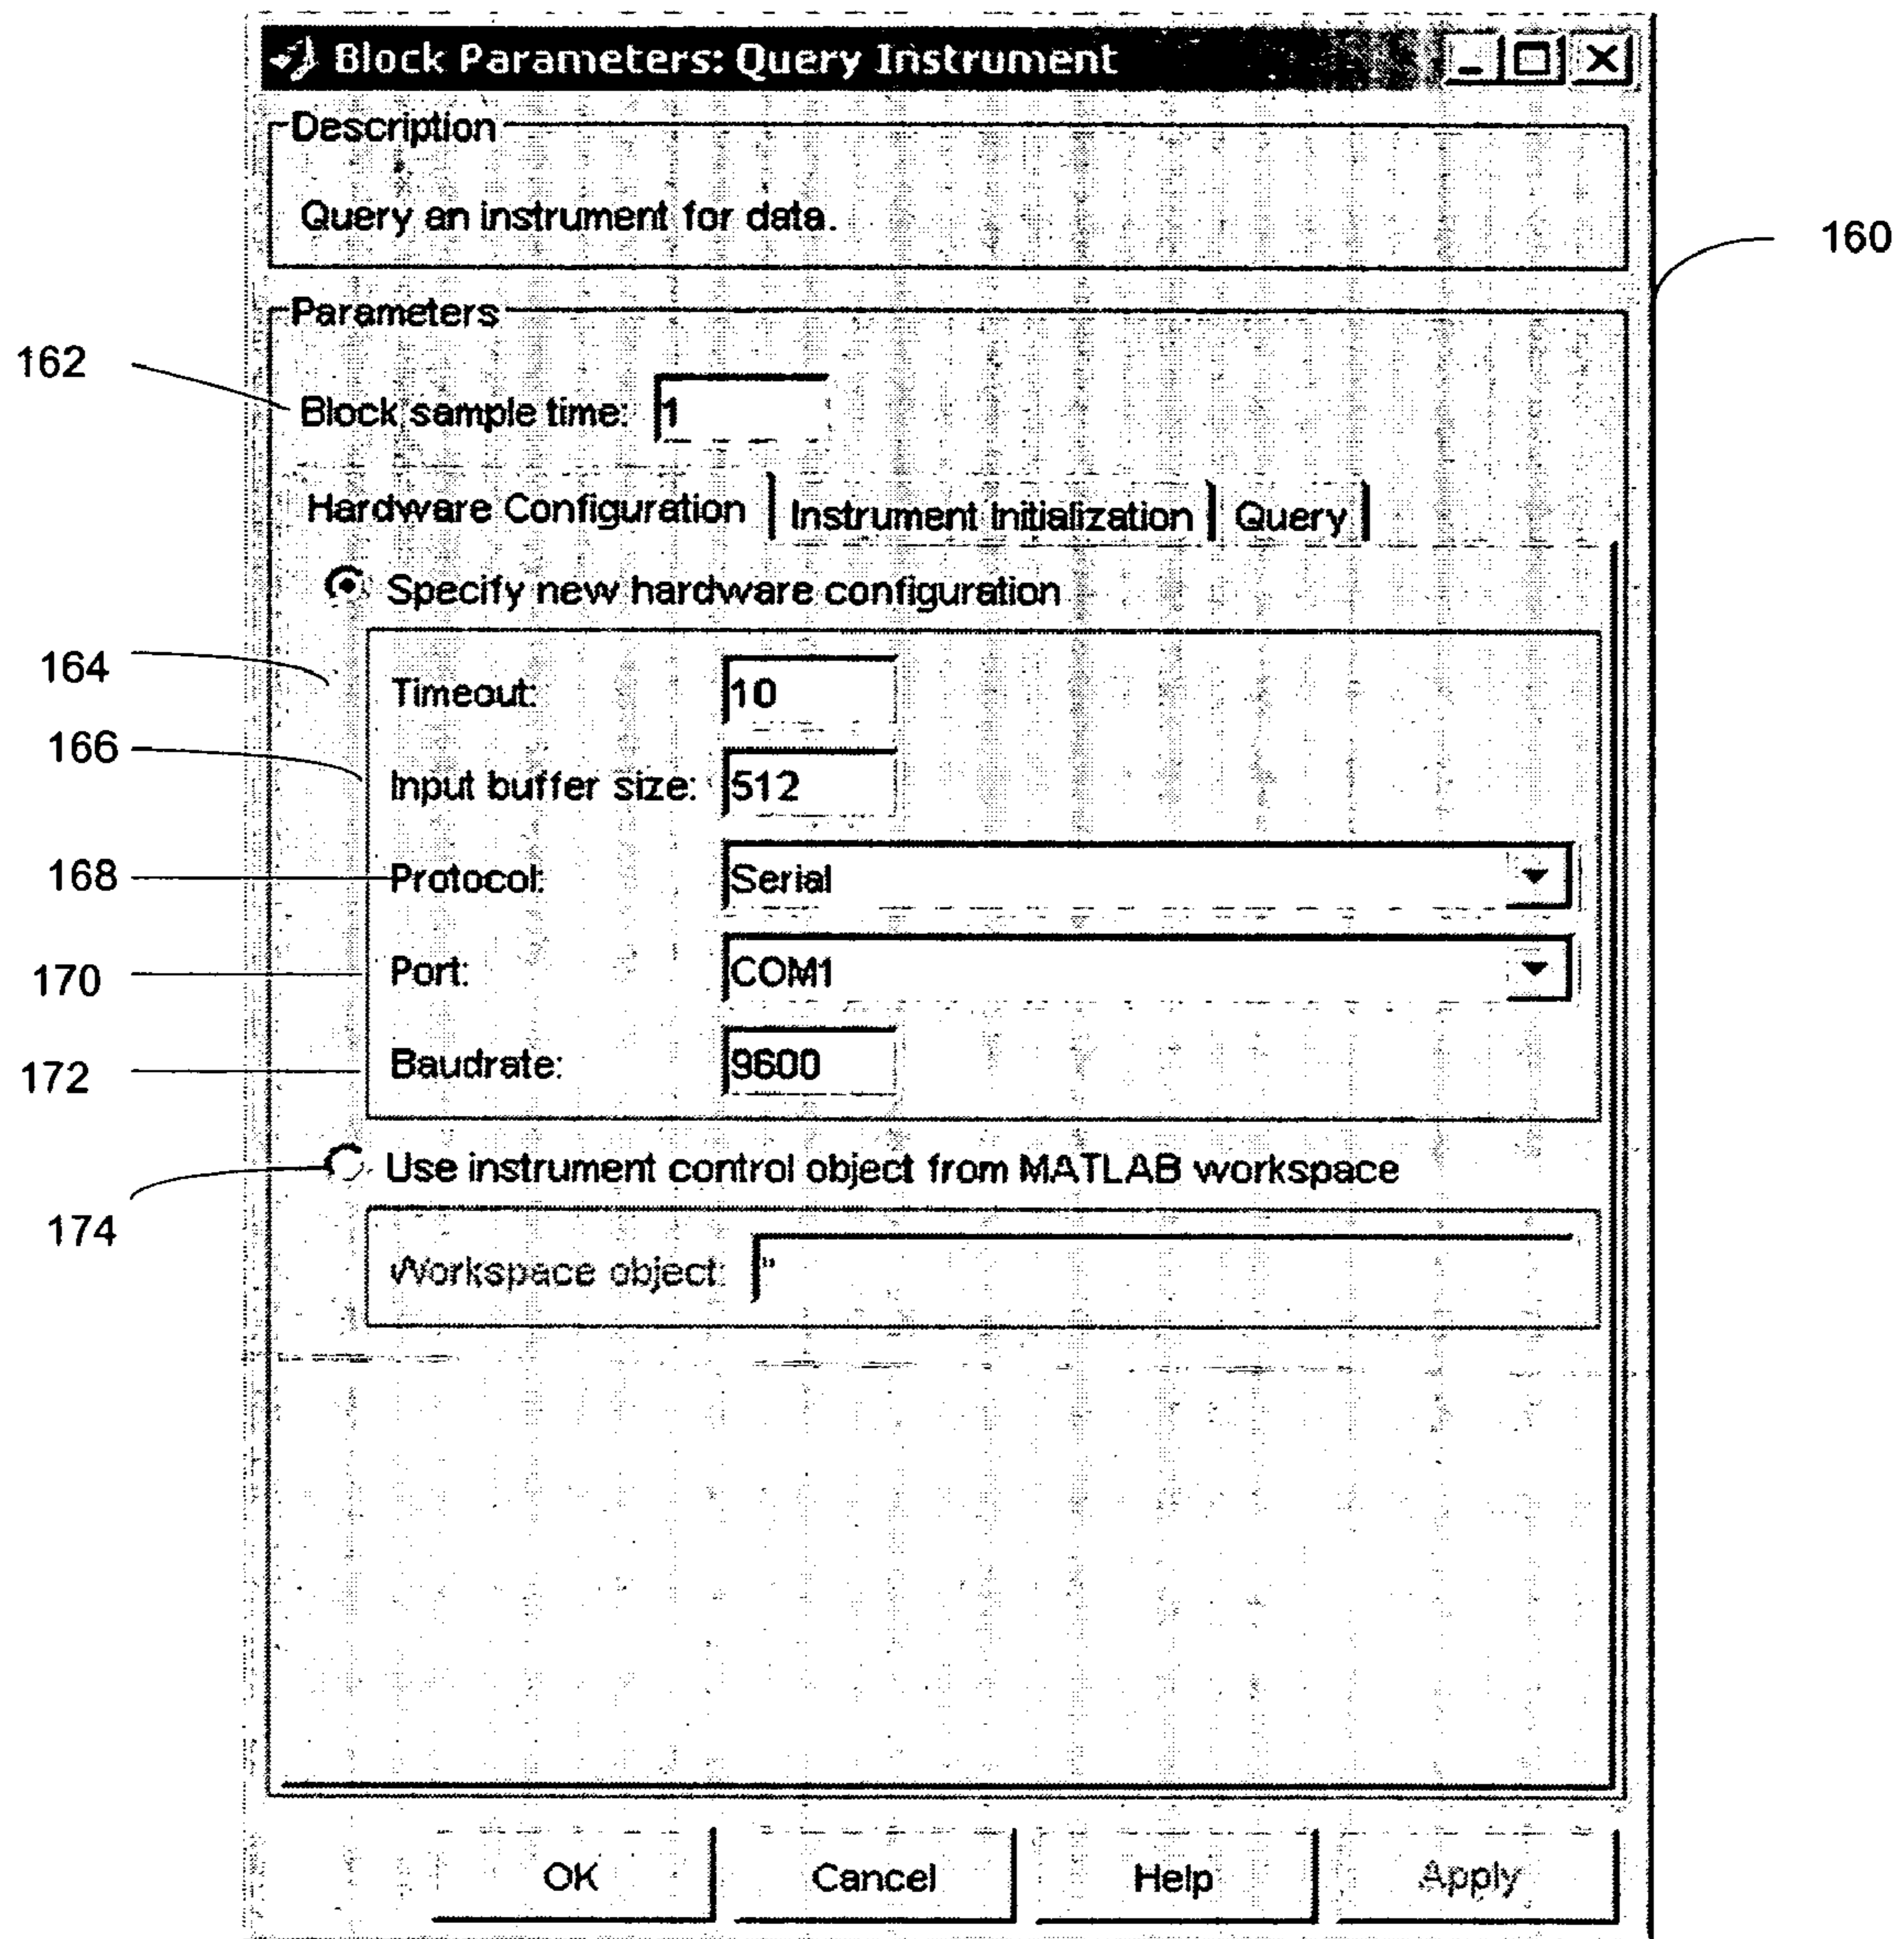 Block Parameters: Query Instrument
Description
Query an instrument for data.
160
Parameters
162
Block sample time: 1
Hardware Configuration Instrument Initialization Query
Specify new hardware configuration
164
Timeout: 10
166
Input buffer size: 512
168
Protocol: Serial
170
Port: COM1
172
Baudrate: 9600
Use instrument control object from MATLAB workspace
174
Workspace object: "
OK Cancel Help Apply